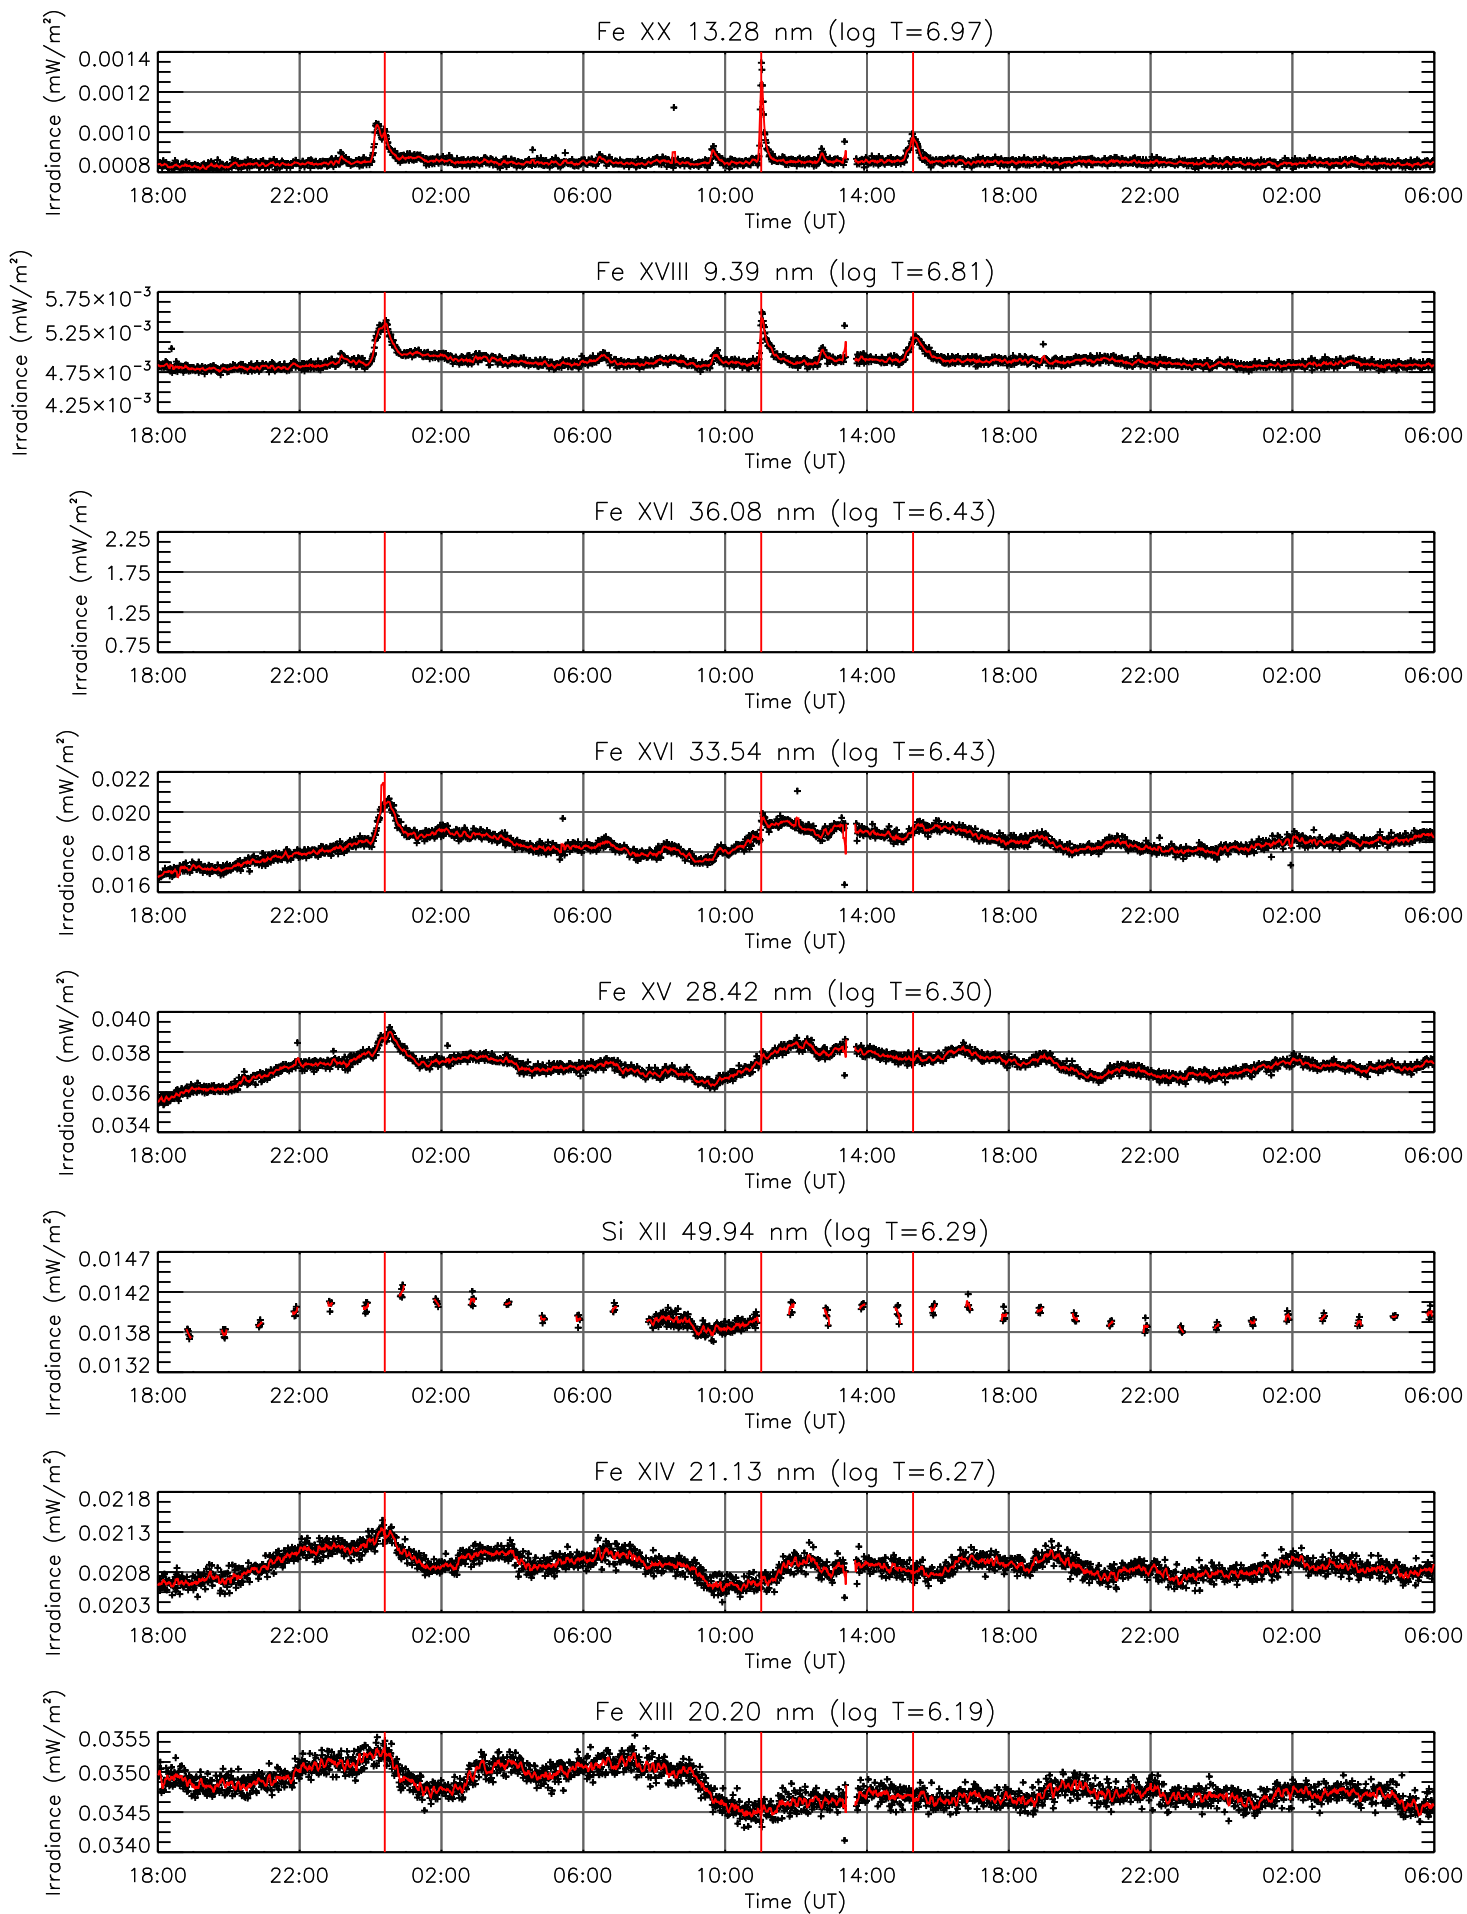 Fe XX 13.28 nm (log T=6.97)
Irradiance (mW/m²)
0.0014
0.0012
0.0010
0.0008
18:00 22:00 02:00 06:00 10:00 14:00 18:00 22:00 02:00 06:00
Time (UT)
Fe XVIII 9.39 nm (log T=6.81)
Irradiance (mW/m²)
5.75×10⁻³
5.25×10⁻³
4.75×10⁻³
4.25×10⁻³
18:00 22:00 02:00 06:00 10:00 14:00 18:00 22:00 02:00 06:00
Time (UT)
Fe XVI 36.08 nm (log T=6.43)
Irradiance (mW/m²)
2.25
1.75
1.25
0.75
18:00 22:00 02:00 06:00 10:00 14:00 18:00 22:00 02:00 06:00
Time (UT)
Fe XVI 33.54 nm (log T=6.43)
Irradiance (mW/m²)
0.022
0.020
0.018
0.016
18:00 22:00 02:00 06:00 10:00 14:00 18:00 22:00 02:00 06:00
Time (UT)
Fe XV 28.42 nm (log T=6.30)
Irradiance (mW/m²)
0.040
0.038
0.036
0.034
18:00 22:00 02:00 06:00 10:00 14:00 18:00 22:00 02:00 06:00
Time (UT)
Si XII 49.94 nm (log T=6.29)
Irradiance (mW/m²)
0.0147
0.0142
0.0138
0.0132
18:00 22:00 02:00 06:00 10:00 14:00 18:00 22:00 02:00 06:00
Time (UT)
Fe XIV 21.13 nm (log T=6.27)
Irradiance (mW/m²)
0.0218
0.0213
0.0208
0.0203
18:00 22:00 02:00 06:00 10:00 14:00 18:00 22:00 02:00 06:00
Time (UT)
Fe XIII 20.20 nm (log T=6.19)
Irradiance (mW/m²)
0.0355
0.0350
0.0345
0.0340
18:00 22:00 02:00 06:00 10:00 14:00 18:00 22:00 02:00 06:00
Time (UT)